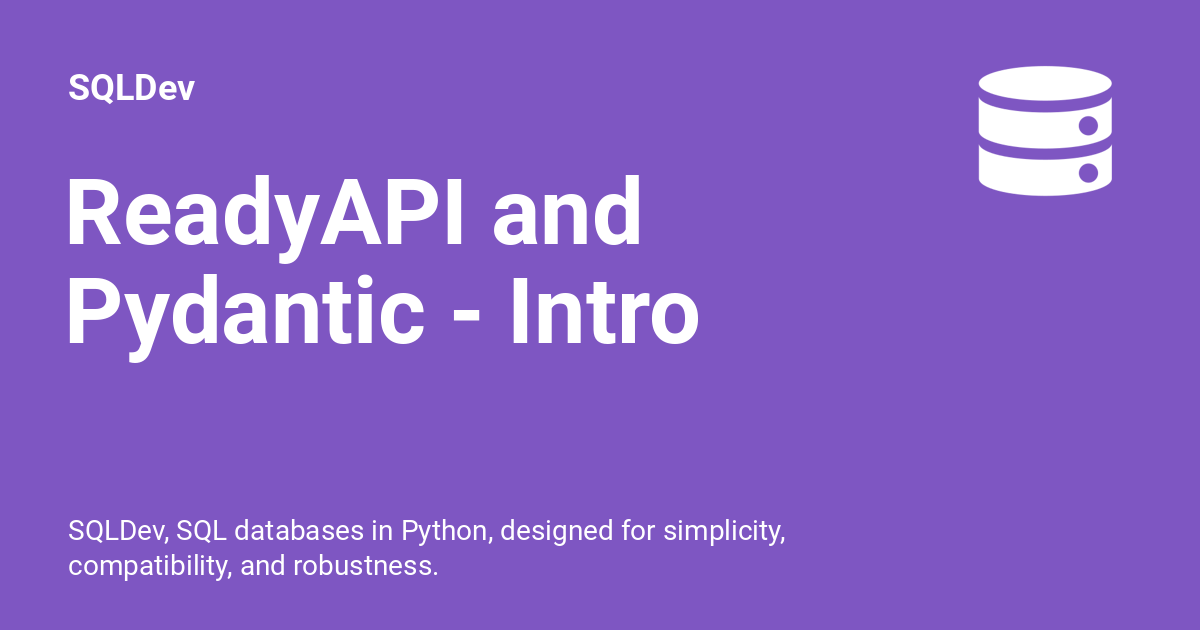 SQLDev
ReadyAPI and
Pydantic - Intro
SQLDev, SQL databases in Python, designed for simplicity,
compatibility, and robustness.